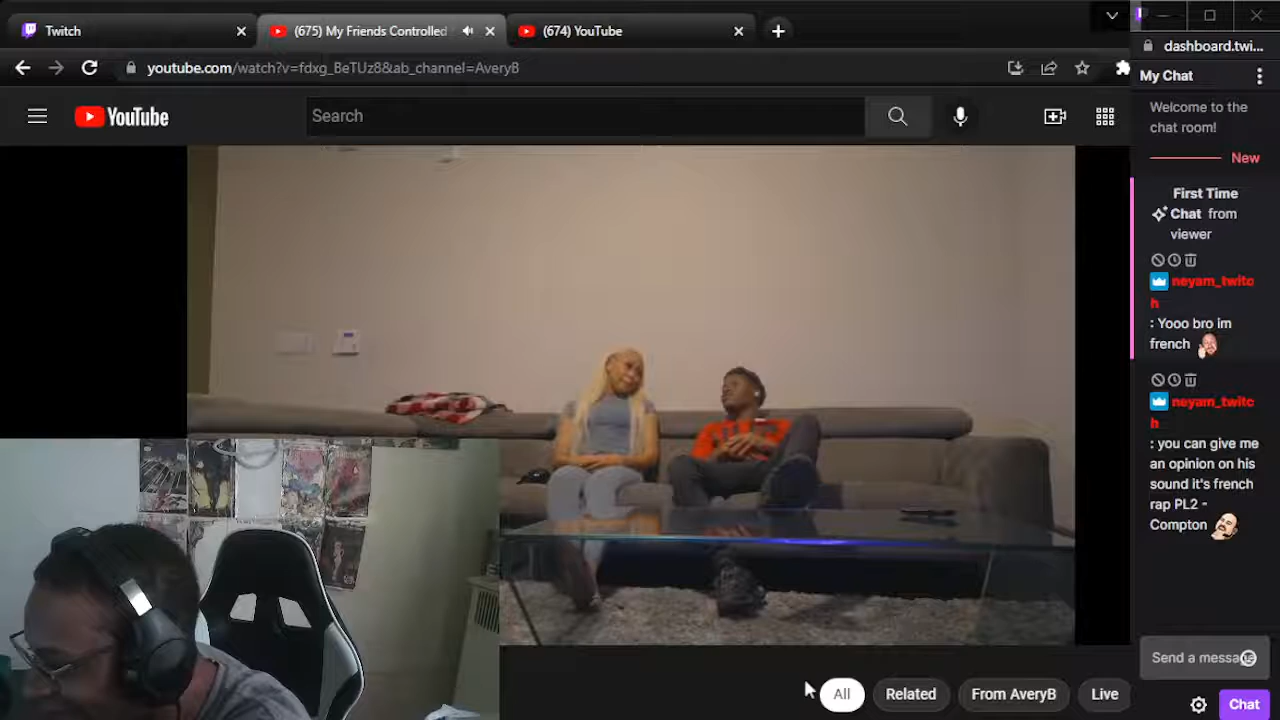 Twitch
(675) My Friends Controlled
(674) YouTube
youtube.com/watch?v=fdxg_BeTUz8&ab_channel=AveryB
dashboard.twi...
YouTube
Search
My Chat
Welcome to the
chat room!
New
First Time
Chat from
viewer
neyam_twitc
h
: Yooo bro im
french
neyam_twitc
h
: you can give me
an opinion on his
sound it's french
rap PL2 -
Compton
Send a message
All
Related
From AveryB
Live
Chat